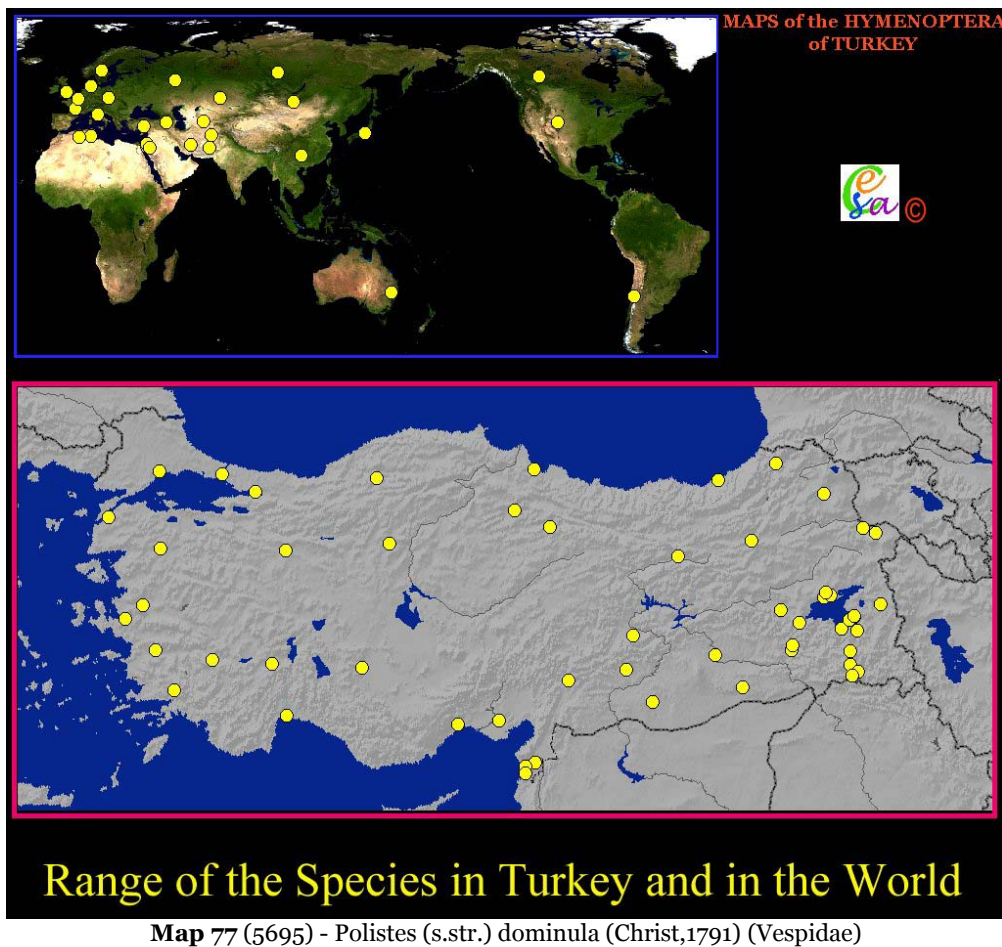 MAPS of the HYMENOPTERA
of TURKEY
esa ©
Range of the Species in Turkey and in the World
Map 77 (5695) - Polistes (s.str.) dominula (Christ,1791) (Vespidae)